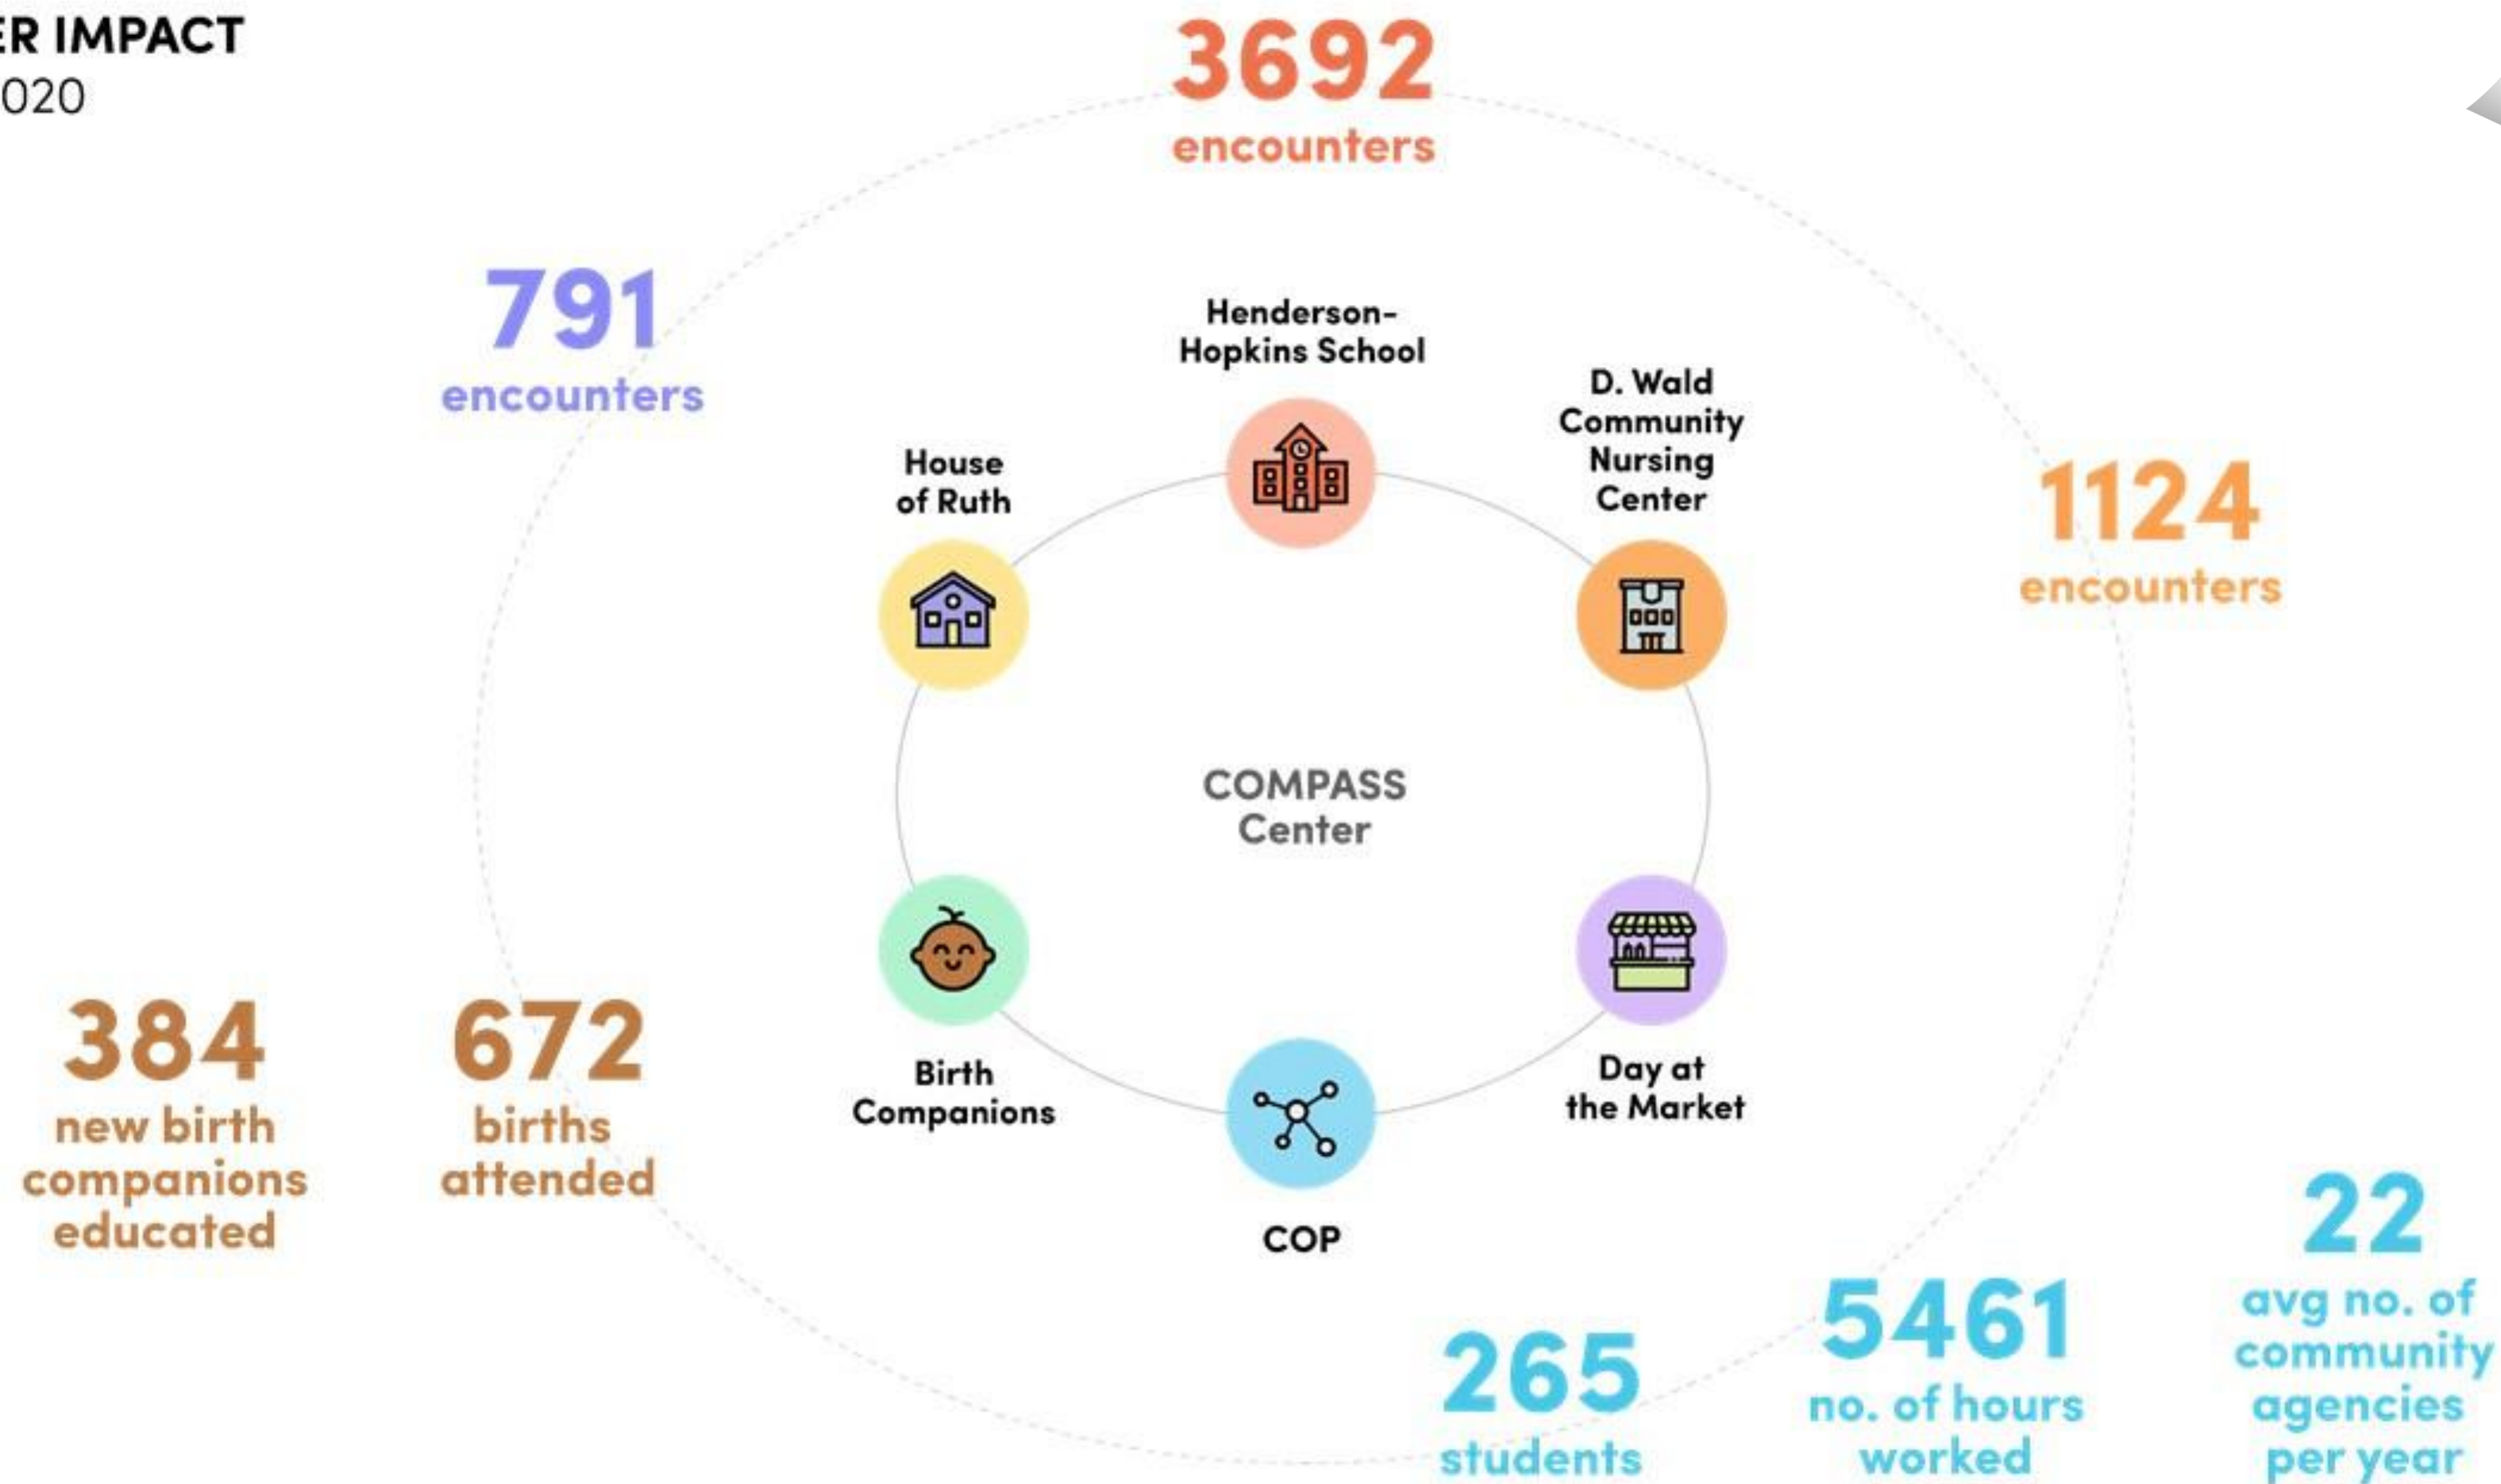 ER IMPACT
020
3692
encounters
791
encounters
Henderson-
Hopkins School
D. Wald
Community
Nursing
Center
House
of Ruth
1124
encounters
COMPASS
Center
384
new birth
companions
educated
672
births
attended
Birth
Companions
Day at
the Market
COP
265
students
5461
no. of hours
worked
22
avg no. of
community
agencies
per year